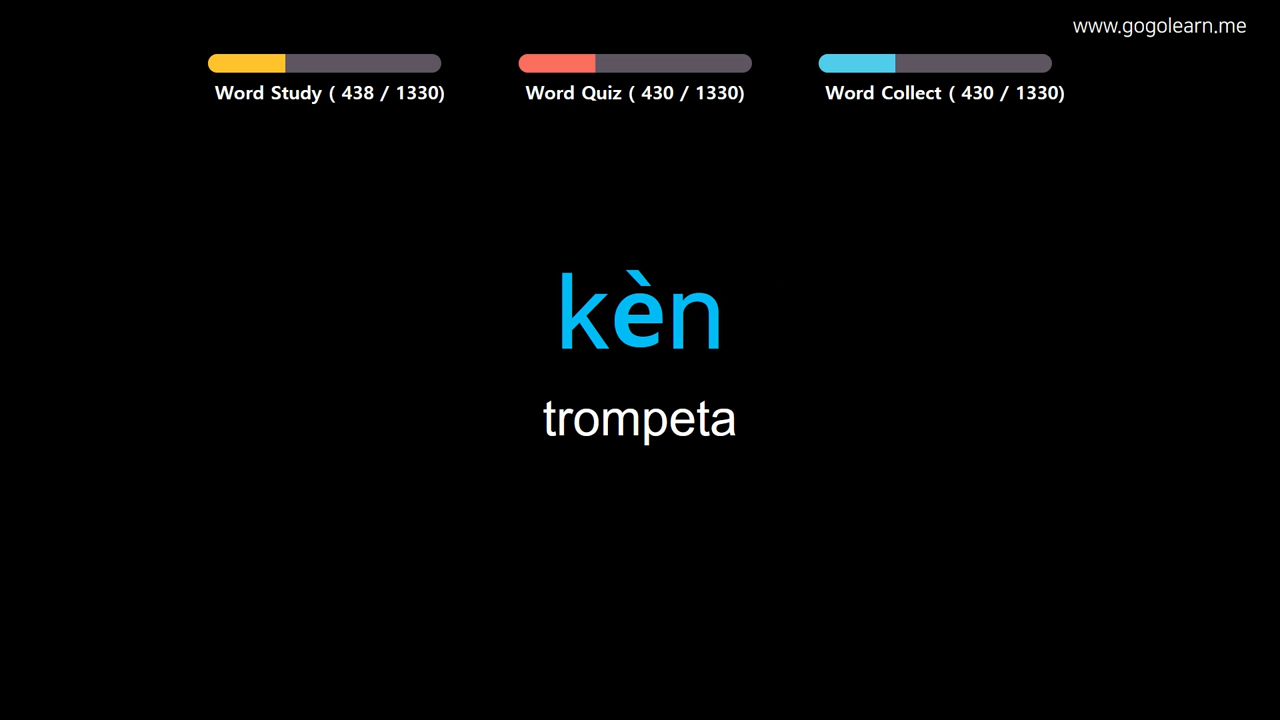 www.gogolearn.me
Word Study ( 438 / 1330)
Word Quiz ( 430 / 1330)
Word Collect ( 430 / 1330)
kèn
trompeta